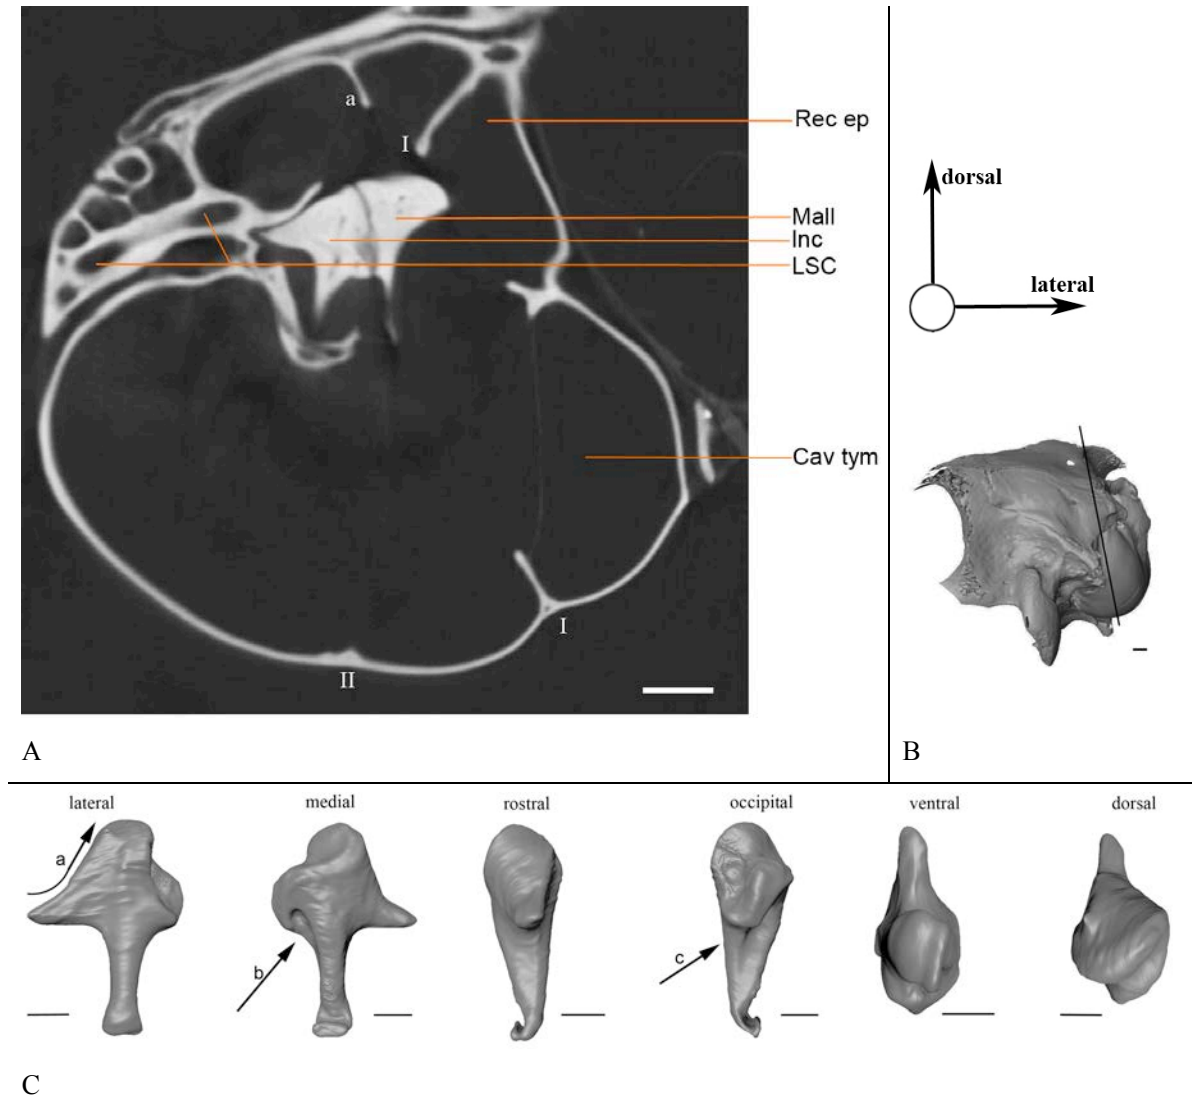 a
Rec ep
I
Mall
Inc
LSC
Cav tym
I
II
A
dorsal
lateral
B
lateral
medial
rostral
occipital
ventral
dorsal
a
b
c
C